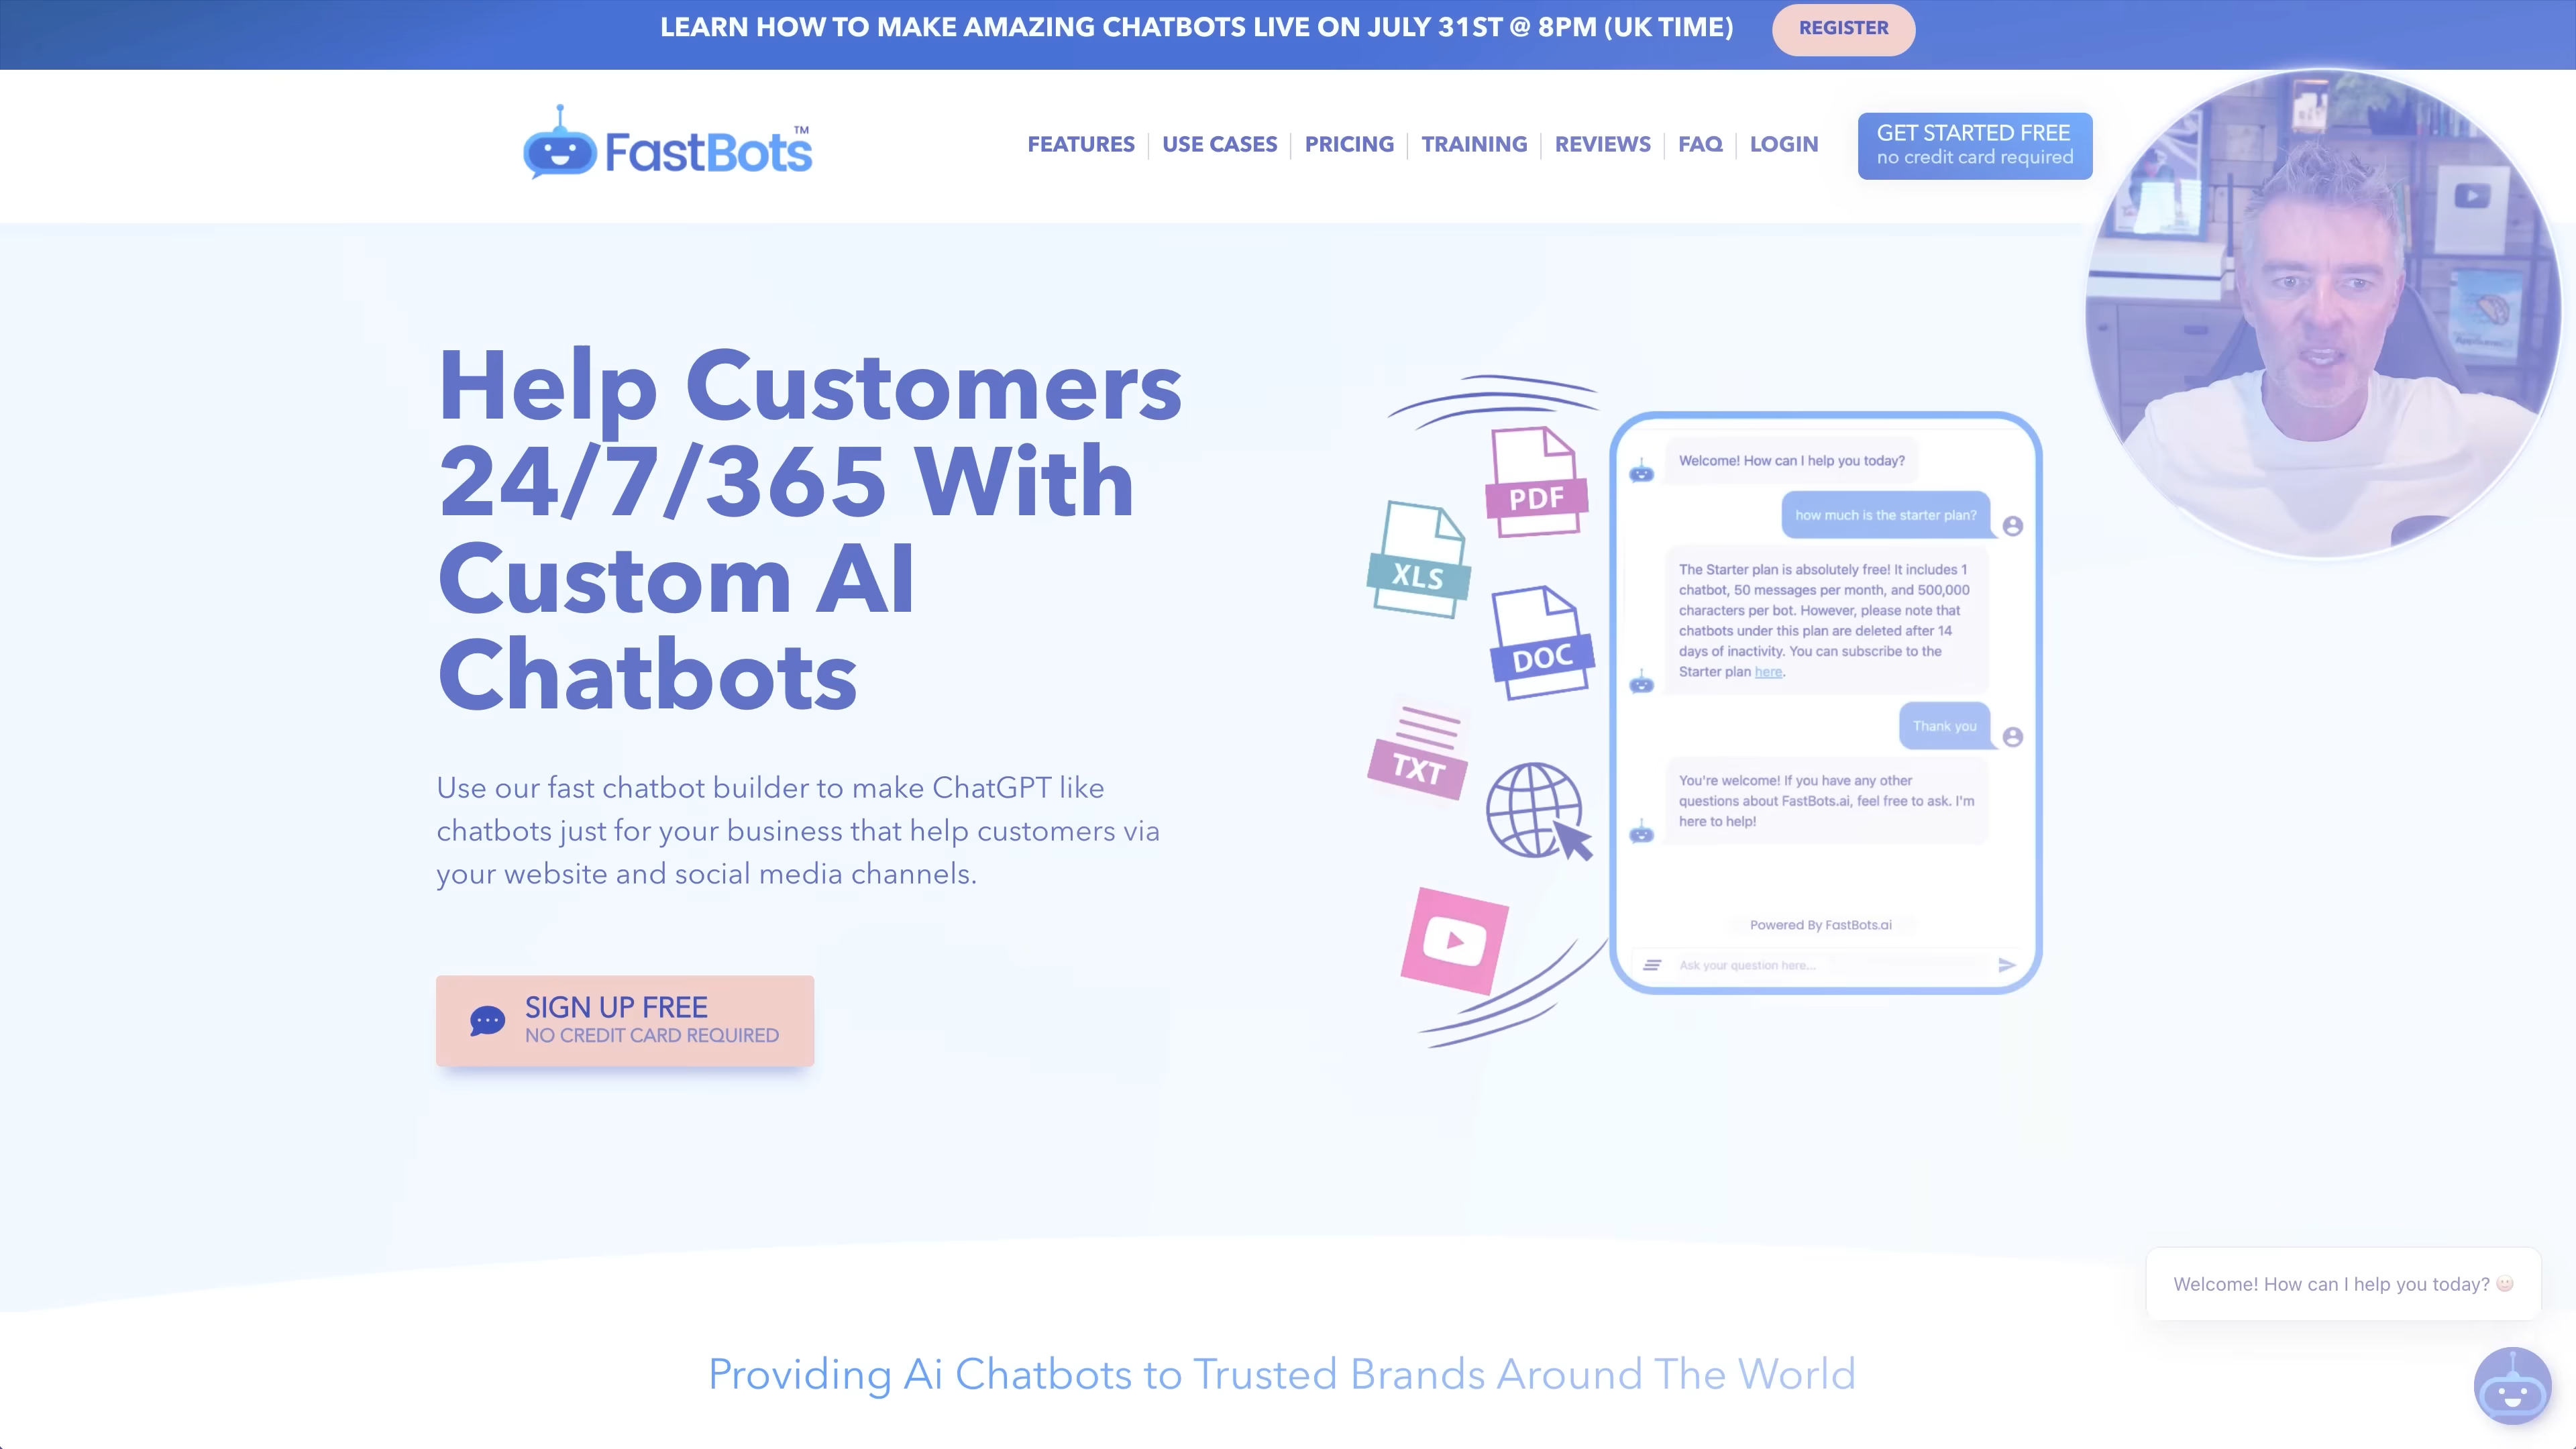 LEARN HOW TO MAKE AMAZING CHATBOTS LIVE ON JULY 31ST @ 8PM (UK TIME)
REGISTER
FastBots™
FEATURES
USE CASES
PRICING
TRAINING
REVIEWS
FAQ
LOGIN
GET STARTED FREE
no credit card required
Help Customers
24/7/365 With
Custom AI
Chatbots
Use our fast chatbot builder to make ChatGPT like
chatbots just for your business that help customers via
your website and social media channels.
SIGN UP FREE
NO CREDIT CARD REQUIRED
PDF
XLS
DOC
TXT
Welcome! How can I help you today?
how much is the starter plan?
The Starter plan is absolutely free! It includes 1
chatbot, 50 messages per month, and 500,000
characters per bot. However, please note that
chatbots under this plan are deleted after 14
days of inactivity. You can subscribe to the
Starter plan here.
Thank you
You're welcome! If you have any other
questions about FastBots.ai, feel free to ask. I'm
here to help!
Powered By FastBots.ai
Ask your question here...
Welcome! How can I help you today? 😀
Providing Ai Chatbots to Trusted Brands Around The World